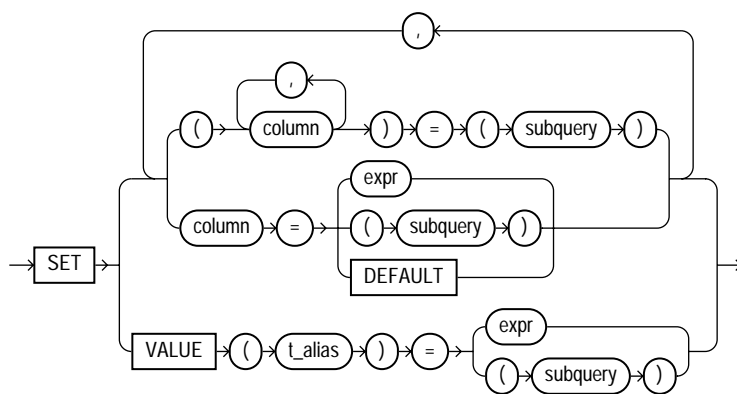 ,
,
( column ) = ( subquery )
expr
column = ( subquery )
SET DEFAULT
VALUE ( t_alias ) = expr
( subquery )